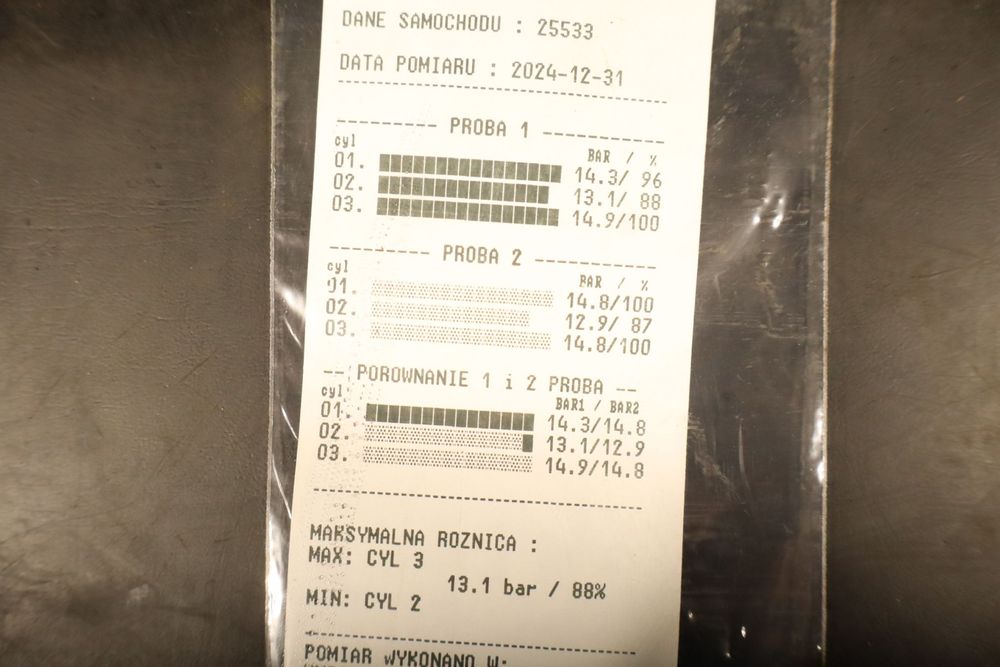 DANE SAMOCHODU : 25533
DATA POMIARU : 2024-12-31
PROBA 1
cyl BAR / %
01. 14.3/ 96
02. 13.1/ 88
03. 14.9/100
PROBA 2
cyl BAR / %
01. 14.8/100
02. 12.9/ 87
03. 14.8/100
POROWNANIE 1 i 2 PROBA
cyl BAR1 / BAR2
01. 14.3/14.8
02. 13.1/12.9
03. 14.9/14.8
MAKSYMALNA ROZNICA :
MAX: CYL 3
13.1 bar / 88%
MIN: CYL 2
POMIAR WYKONANO W: